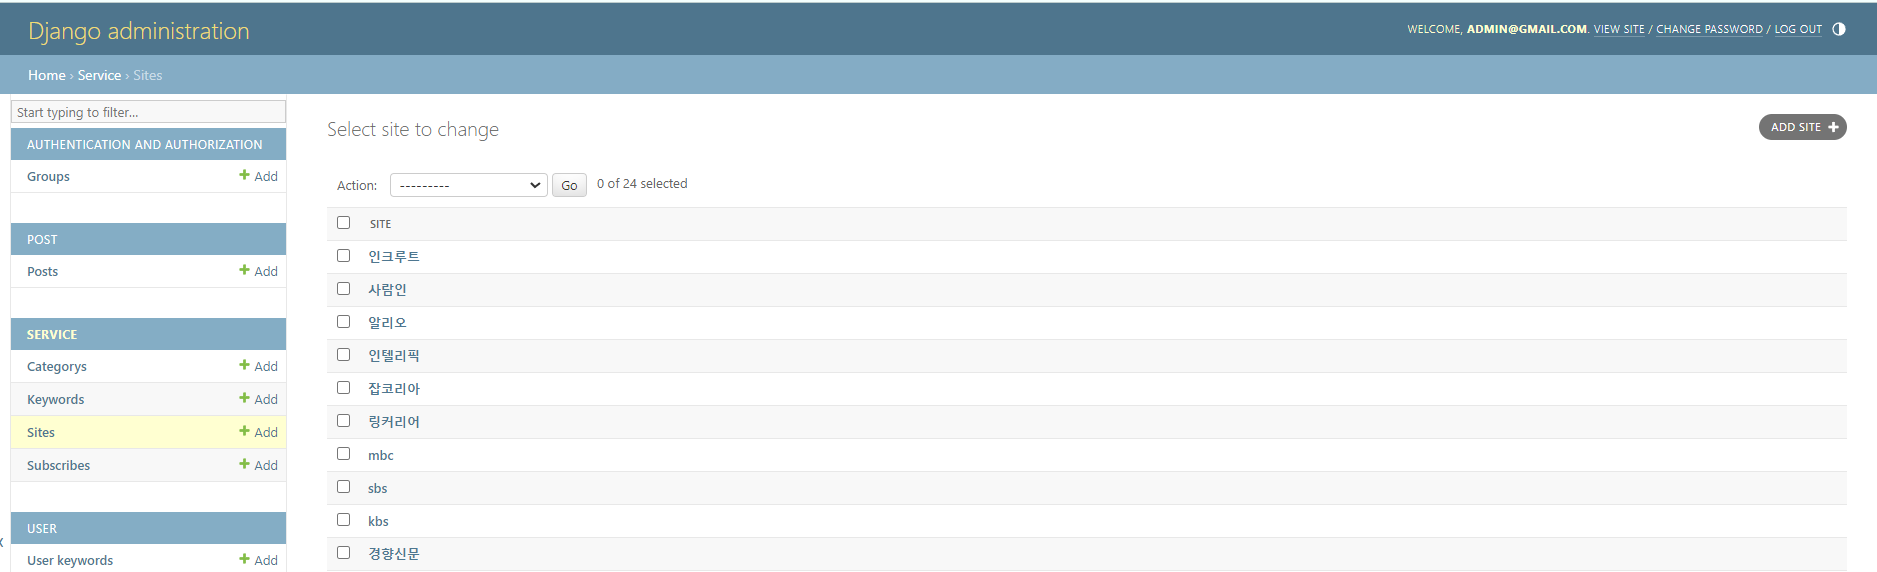 Django administration
WELCOME, ADMIN@GMAIL.COM. VIEW SITE / CHANGE PASSWORD / LOG OUT
Home › Service › Sites
Start typing to filter...
AUTHENTICATION AND AUTHORIZATION
Groups + Add
POST
Posts + Add
SERVICE
Categorys + Add
Keywords + Add
Sites + Add
Subscribes + Add
USER
User keywords + Add
Select site to change
ADD SITE +
Action: --------- Go 0 of 24 selected
SITE
인크루트
사람인
알리오
인텔리픽
잡코리아
링커리어
mbc
sbs
kbs
경향신문